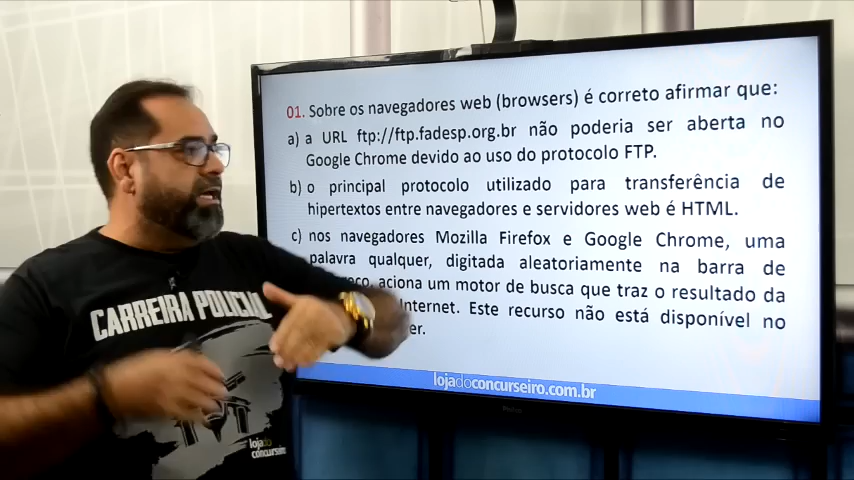 01. Sobre os navegadores web (browsers) é correto afirmar que:
a) a URL ftp://ftp.fadesp.org.br não poderia ser aberta no
Google Chrome devido ao uso do protocolo FTP.
b) o principal protocolo utilizado para transferência de
hipertextos entre navegadores e servidores web é HTML.
c) nos navegadores Mozilla Firefox e Google Chrome, uma
palavra qualquer, digitada aleatoriamente na barra de
aciona um motor de busca que traz o resultado da
Internet. Este recurso não está disponível no
lojadoconcurseiro.com.br
CARREIRA POLICIAL
loja do
concurseiro